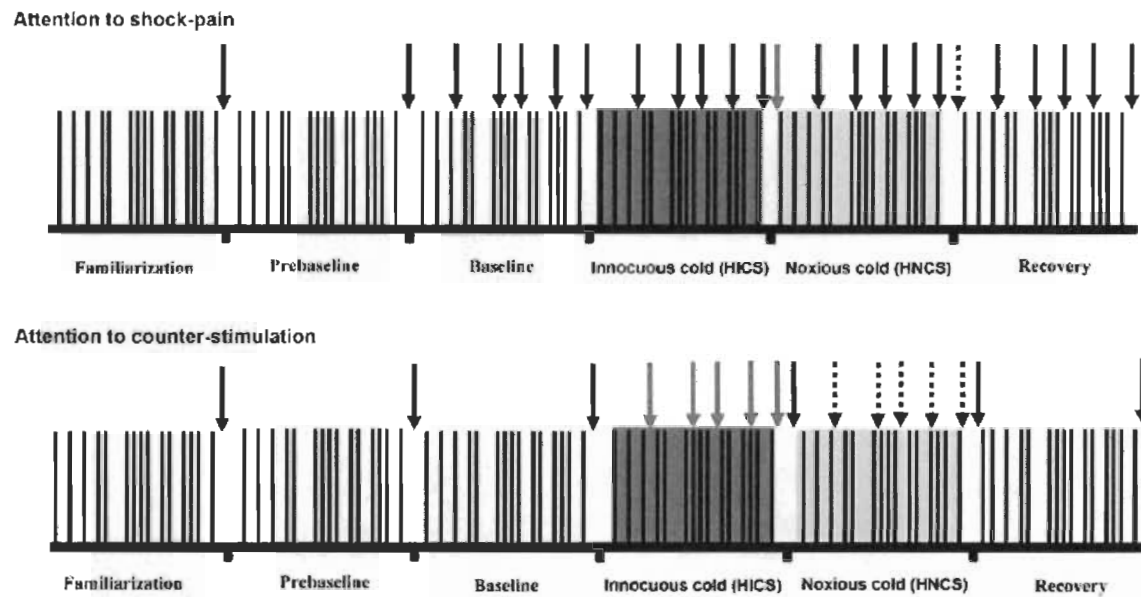 Attention to shock-pain
Familiarization Prebaseline Baseline Innocuous cold (HICS) Noxious cold (HNCS) Recovery
Attention to counter-stimulation
Familiarization Prebaseline Baseline Innocuous cold (HICS) Noxious cold (HNCS) Recovery